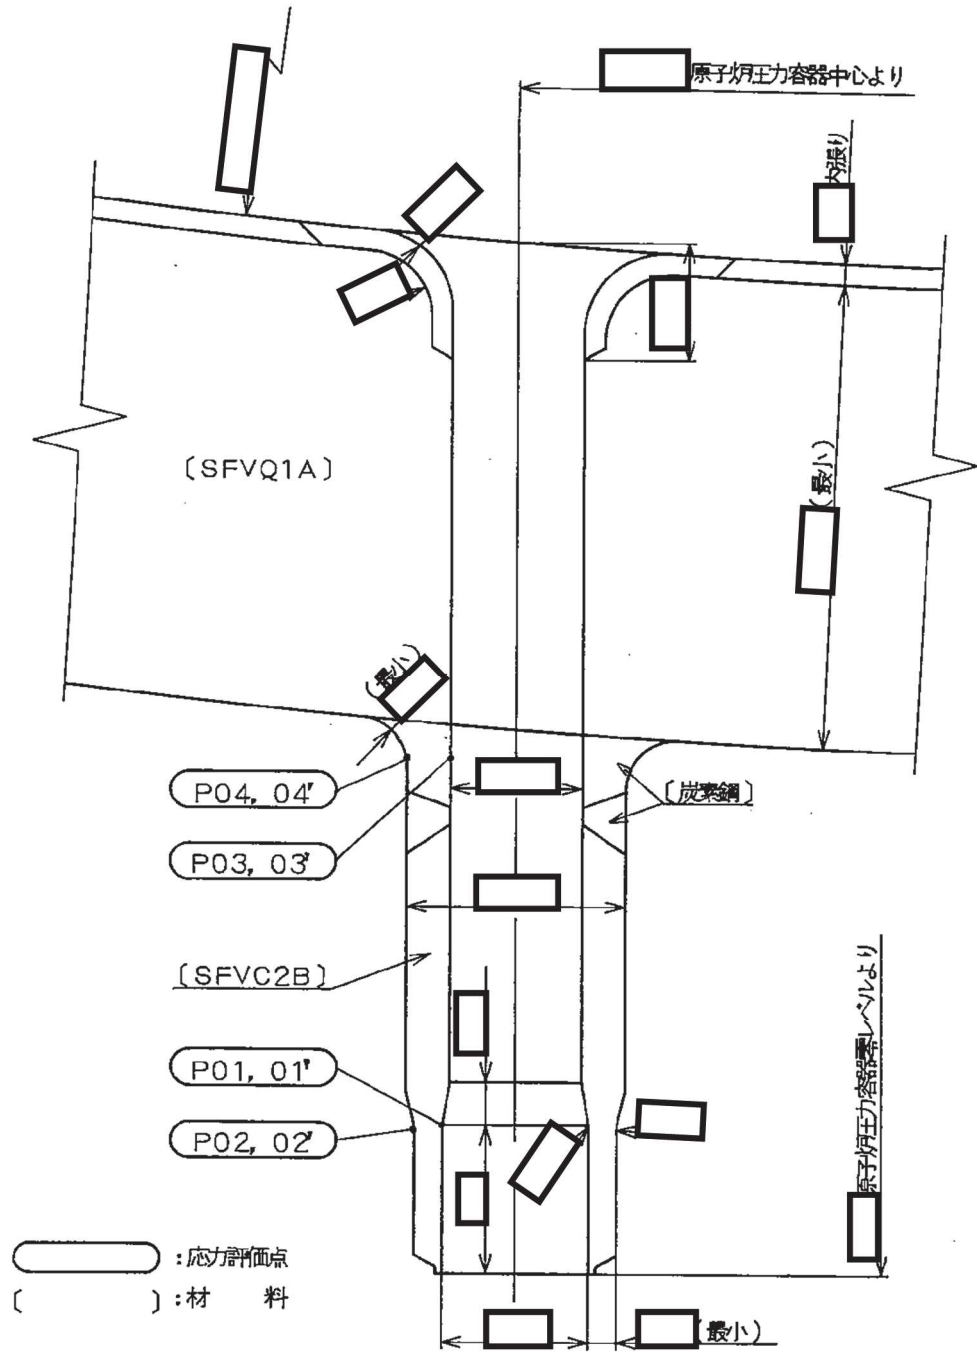 原子炉圧力容器中心より
内張り
〔SFVQ1A〕
(最小)
(最小)
P04, 04'
〔炭素鋼〕
P03, 03'
〔SFVC2B〕
原子炉圧力容器零レベルより
P01, 01'
P02, 02'
：応力評価点
〔 〕：材 料
(最小)